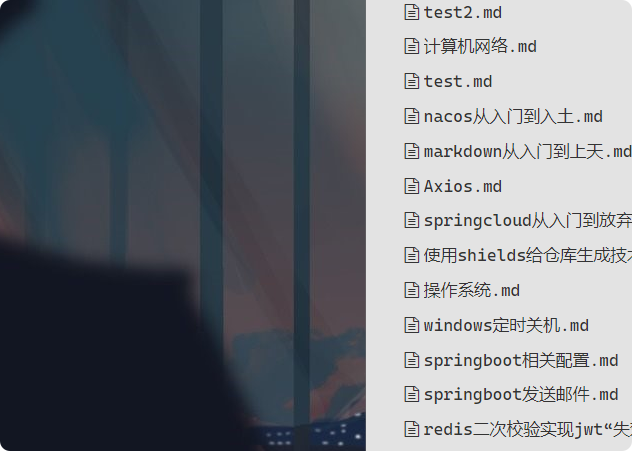 test2.md
计算机网络.md
test.md
nacos从入门到入土.md
markdown从入门到上天.md
Axios.md
springcloud从入门到放弃
使用shields给仓库生成技
操作系统.md
windows定时关机.md
springboot相关配置.md
springboot发送邮件.md
redis二次校验实现jwt“失